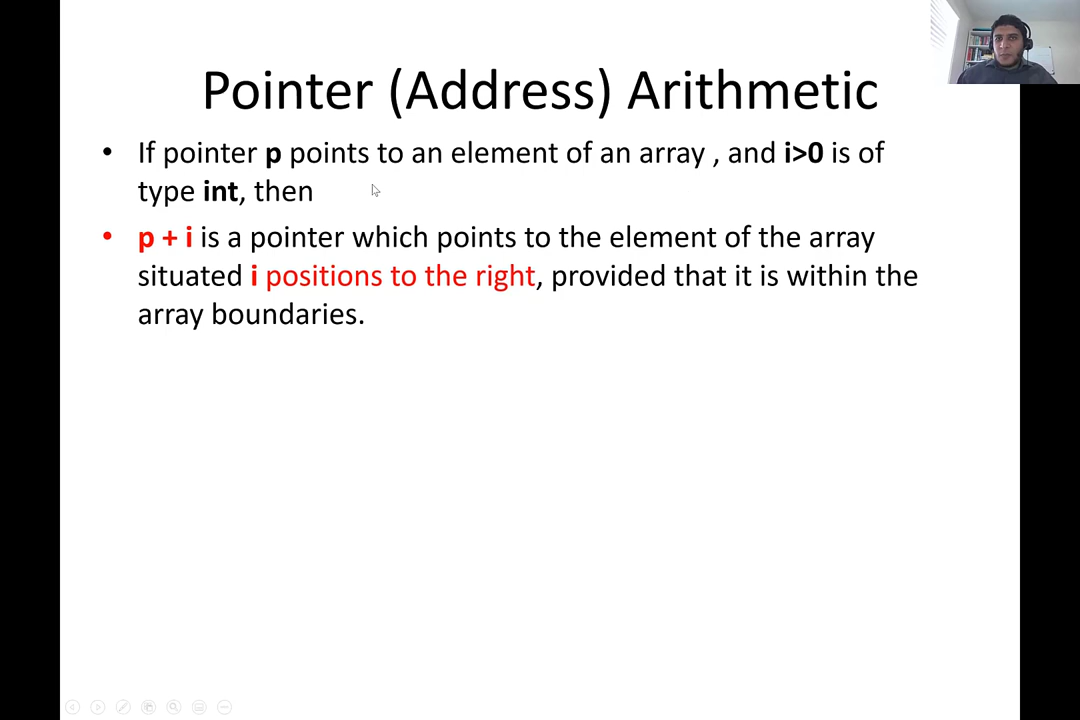 Pointer (Address) Arithmetic
• If pointer p points to an element of an array , and i>0 is of
type int, then
• p + i is a pointer which points to the element of the array
situated i positions to the right, provided that it is within the
array boundaries.